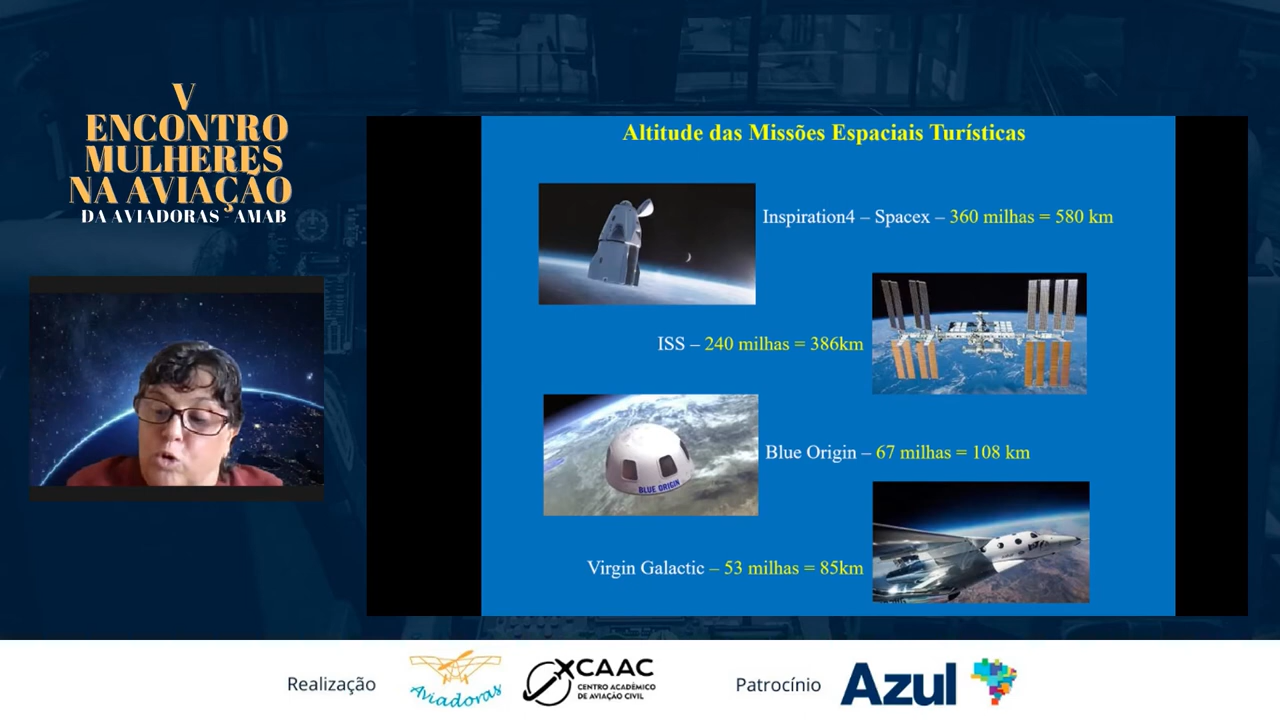 V
ENCONTRO
MULHERES
NA AVIAÇÃO
DA AVIADORAS - AMAB
Altitude das Missões Espaciais Turísticas
Inspiration4 – Spacex – 360 milhas = 580 km
ISS – 240 milhas = 386km
BLUE ORIGIN
Blue Origin – 67 milhas = 108 km
Virgin Galactic – 53 milhas = 85km
Realização
Aviadoras
CAAC
CENTRO ACADÊMICO
DE AVIAÇÃO CIVIL
Patrocínio
Azul